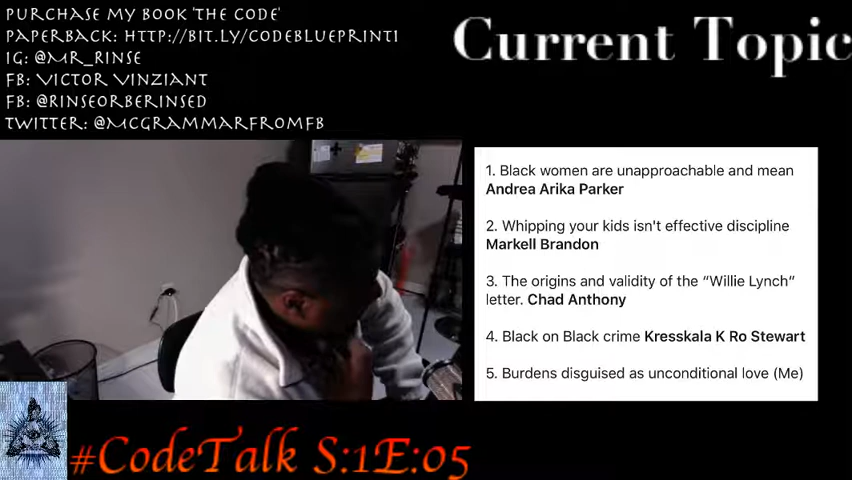 PURCHASE MY BOOK 'THE CODE'
PAPERBACK: HTTP://BIT.LY/CODEBLUEPRINT1
IG: @MR_RINSE
FB: VICTOR VINZIANT
FB: @RINSEORBERINSED
TWITTER: @MCGRAMMARFROMFB
Current Topic
1. Black women are unapproachable and mean
Andrea Arika Parker
2. Whipping your kids isn't effective discipline
Markell Brandon
3. The origins and validity of the “Willie Lynch”
letter. Chad Anthony
4. Black on Black crime Kresskala K Ro Stewart
5. Burdens disguised as unconditional love (Me)
#CodeTalk S:1E:05